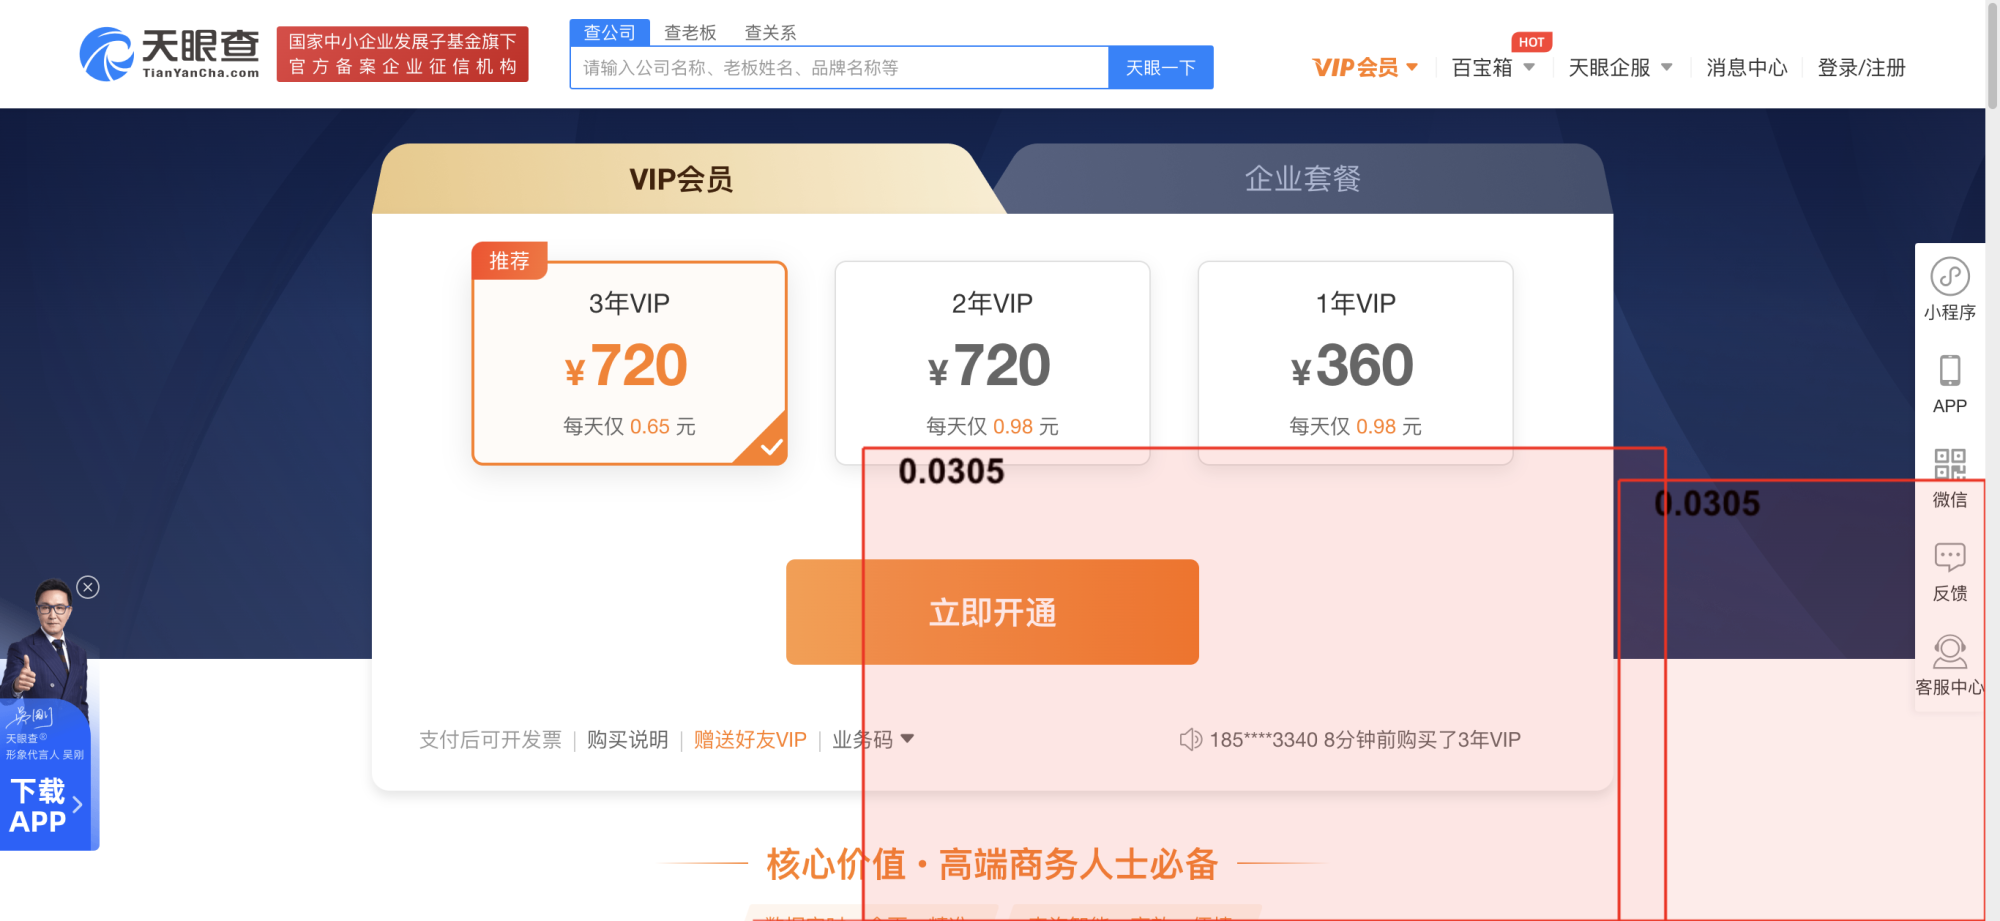 天眼查
TianYanCha.com
国家中小企业发展子基金旗下
官方备案企业征信机构
查公司 查老板 查关系
请输入公司名称、老板姓名、品牌名称等
天眼一下
VIP会员
百宝箱
HOT
天眼企服
消息中心
登录/注册
VIP会员
企业套餐
推荐
3年VIP
¥720
每天仅 0.65 元
2年VIP
¥720
每天仅 0.98 元
1年VIP
¥360
每天仅 0.98 元
0.0305
0.0305
立即开通
支付后可开发票 | 购买说明 | 赠送好友VIP | 业务码
185****3340 8分钟前购买了3年VIP
核心价值·高端商务人士必备
小程序
APP
微信
反馈
客服中心
吴刚
天眼查®
形象代言人 吴刚
下载
APP